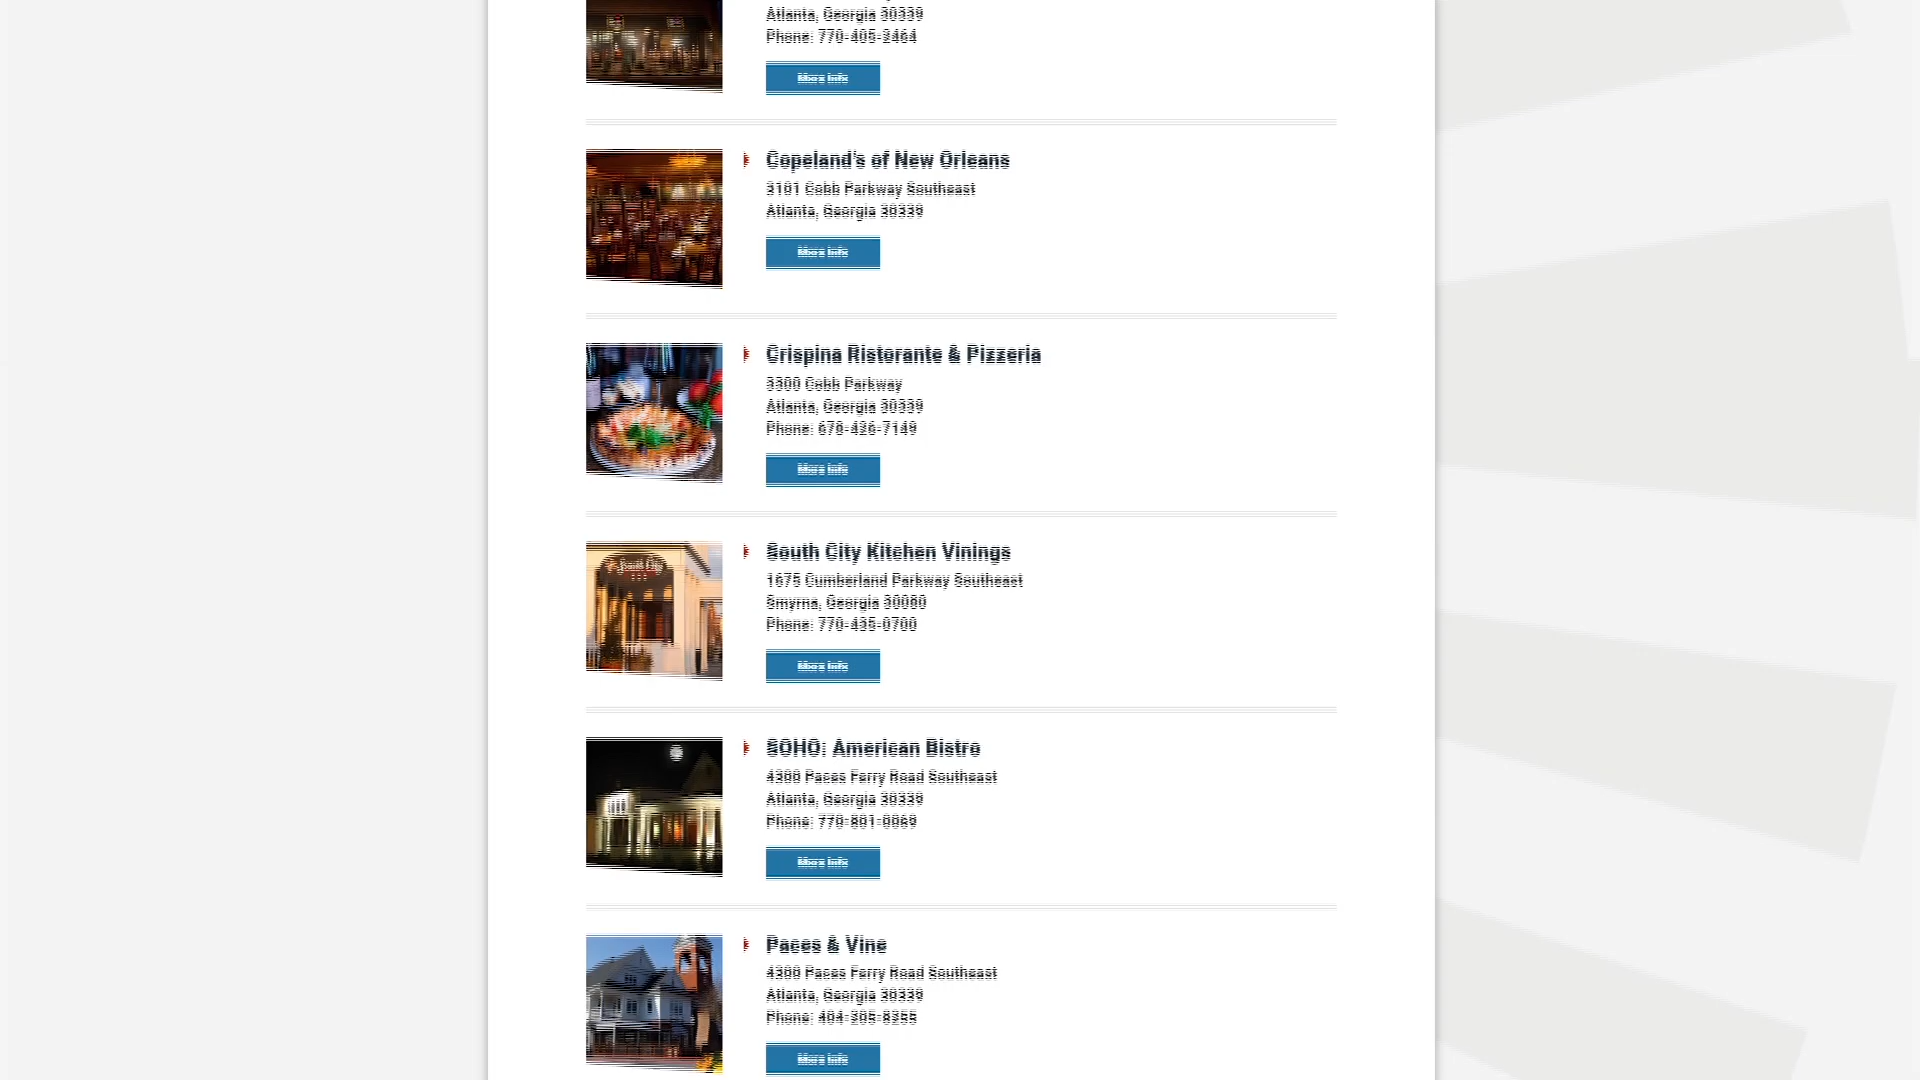 Atlanta, Georgia 30339
Phone: 770-405-2464
More Info
Copeland's of New Orleans
3101 Cobb Parkway Southeast
Atlanta, Georgia 30339
More Info
Crispina Ristorante & Pizzeria
3300 Cobb Parkway
Atlanta, Georgia 30339
Phone: 678-426-7149
More Info
South City Kitchen Vinings
1675 Cumberland Parkway Southeast
Smyrna, Georgia 30080
Phone: 770-435-0700
More Info
SOHO: American Bistro
4300 Paces Ferry Road Southeast
Atlanta, Georgia 30339
Phone: 770-801-0069
More Info
Paces & Vine
4300 Paces Ferry Road Southeast
Atlanta, Georgia 30339
Phone: 404-205-8255
More Info